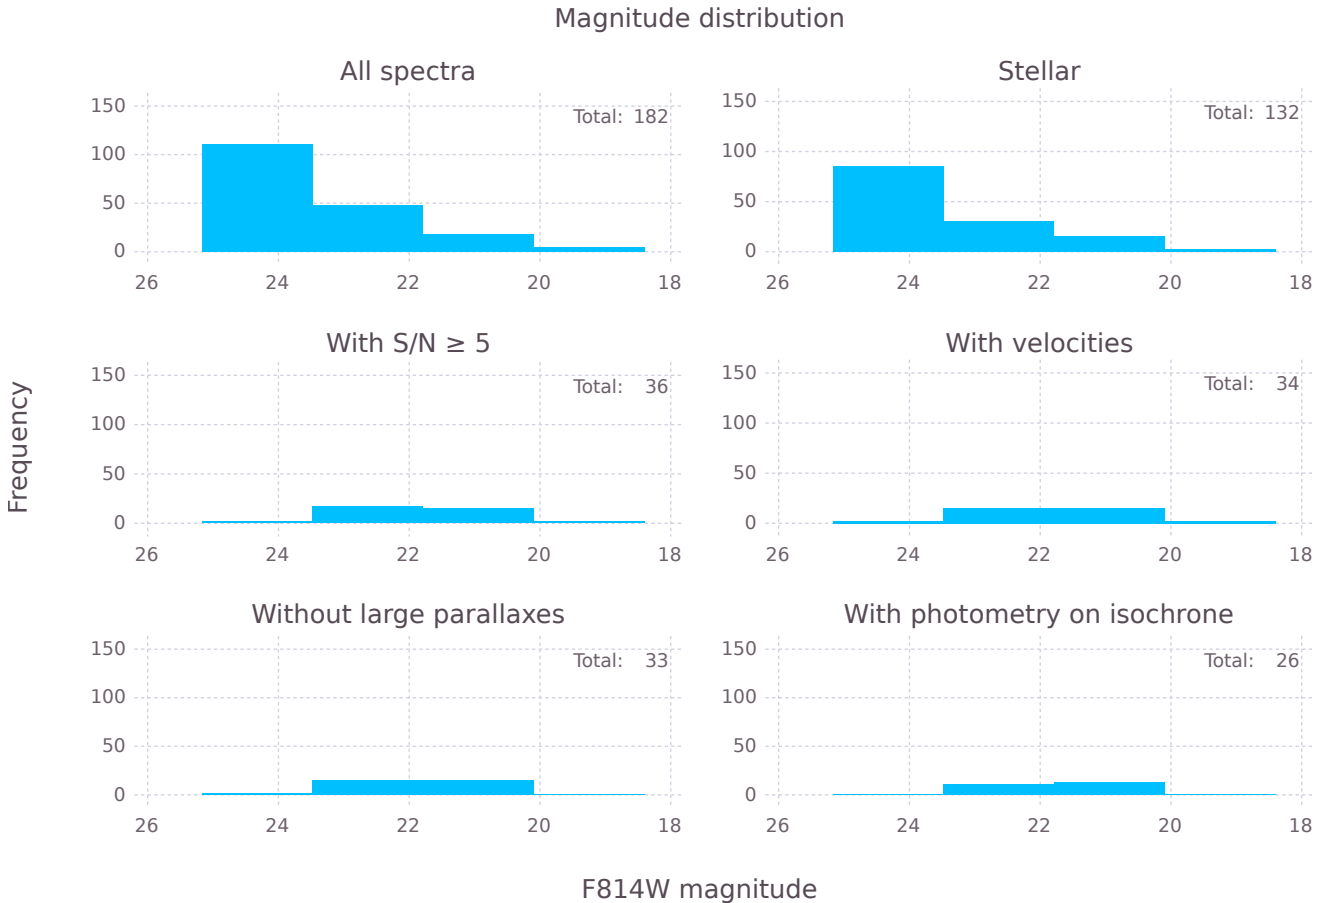 Magnitude distribution
All spectra
Total: 182
150
100
50
0
26 24 22 20 18
Stellar
Total: 132
150
100
50
0
26 24 22 20 18
With S/N ≥ 5
Total: 36
150
100
50
0
26 24 22 20 18
With velocities
Total: 34
150
100
50
0
26 24 22 20 18
Without large parallaxes
Total: 33
150
100
50
0
26 24 22 20 18
With photometry on isochrone
Total: 26
150
100
50
0
26 24 22 20 18
Frequency
F814W magnitude